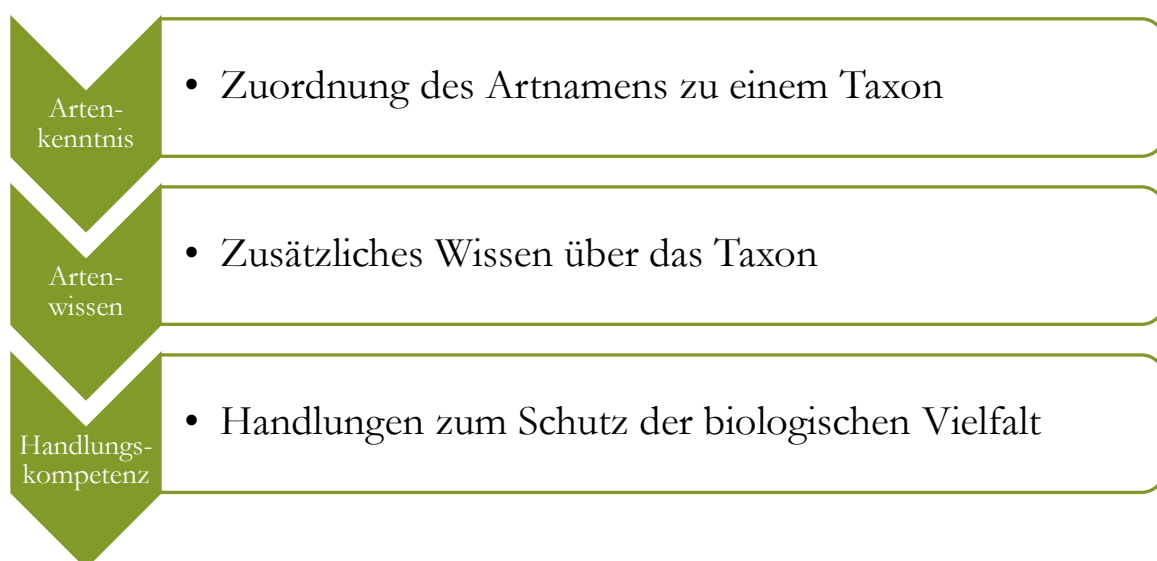 Arten-
kenntnis
• Zuordnung des Artnamens zu einem Taxon
Arten-
wissen
• Zusätzliches Wissen über das Taxon
Handlungs-
kompetenz
• Handlungen zum Schutz der biologischen Vielfalt